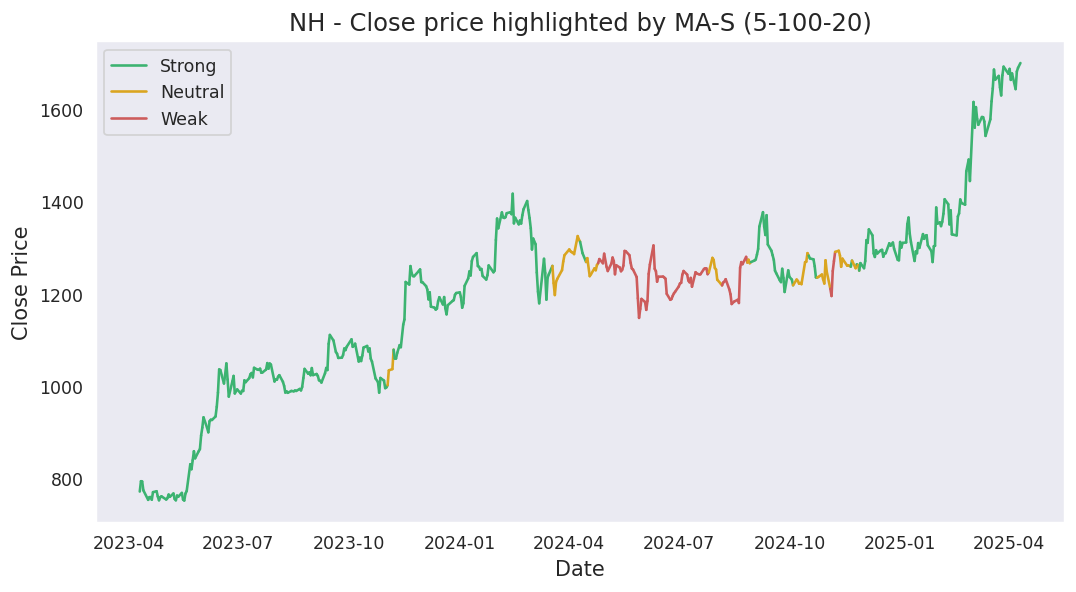 NH - Close price highlighted by MA-S (5-100-20)
Strong
Neutral
Weak
Close Price
1600
1400
1200
1000
800
2023-04 2023-07 2023-10 2024-01 2024-04 2024-07 2024-10 2025-01 2025-04
Date